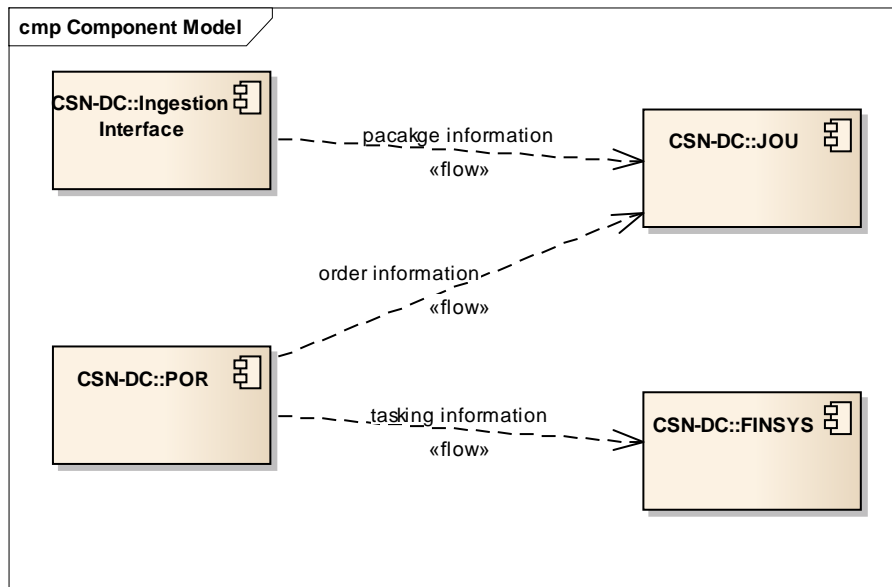 cmp Component Model
CSN-DC::Ingestion
Interface
pacakge information
«flow»
CSN-DC::JOU
order information
«flow»
CSN-DC::POR
tasking information
«flow»
CSN-DC::FINSYS